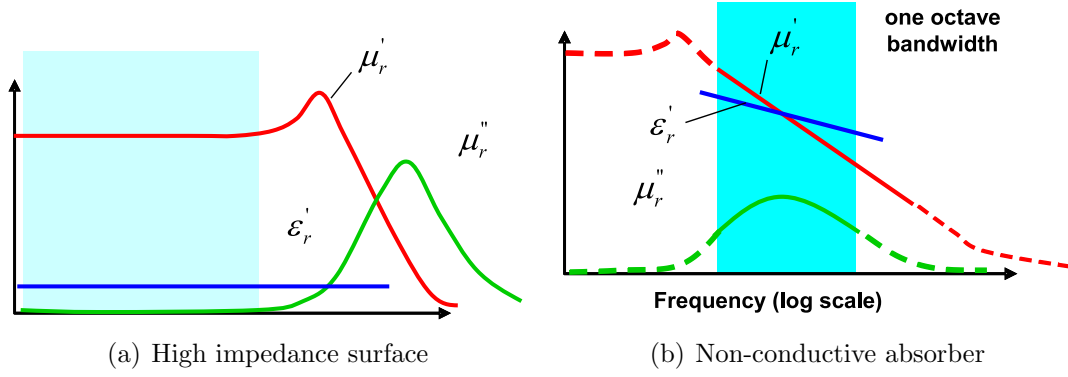 μ'r
μ"r
ε'r
(a) High impedance surface
one octave
bandwidth
μ'r
ε'r
μ"r
Frequency (log scale)
(b) Non-conductive absorber